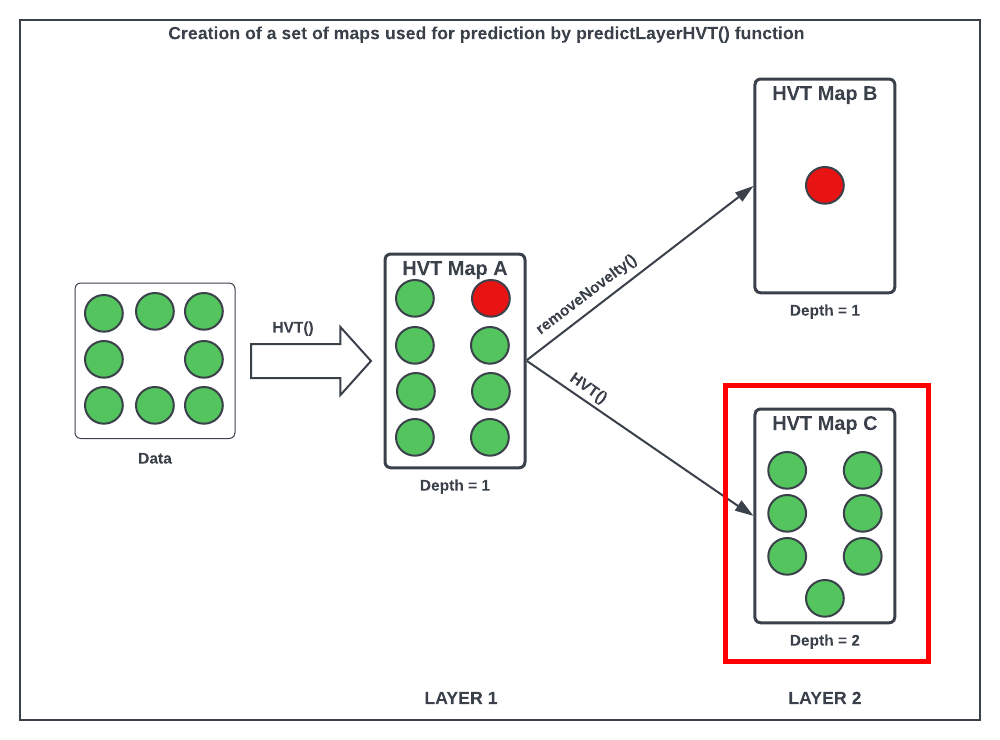 Creation of a set of maps used for prediction by predictLayerHVT() function
HVT Map B
Depth = 1
removeNovelty()
HVT Map A
HVT()
Depth = 1
Data
HVT()
HVT Map C
Depth = 2
LAYER 1
LAYER 2